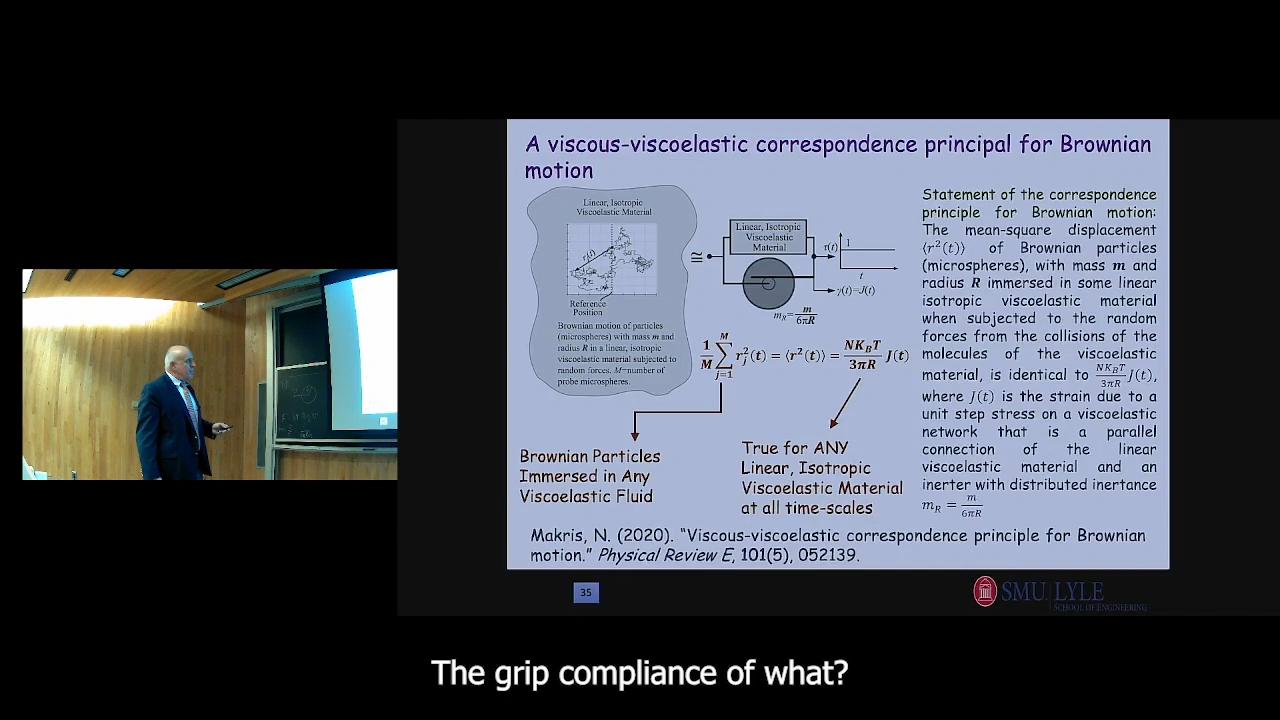 A viscous-viscoelastic correspondence principal for Brownian
motion
Linear, Isotropic
Viscoelastic Material
r(t)
Reference
Position
Brownian motion of particles
(microspheres) with mass m and
radius R in a linear, isotropic
viscoelastic material subjected to
random forces. M=number of
probe microspheres.
≅
Linear, Isotropic
Viscoelastic
Material
τ(t)
1
t
γ(t)=J(t)
m_R = m/6πR
1/M ∑_{j=1}^{M} r_j^2(t) = ⟨r^2(t)⟩ = NK_BT/3πR J(t)
Brownian Particles
Immersed in Any
Viscoelastic Fluid
True for ANY
Linear, Isotropic
Viscoelastic Material
at all time-scales
Statement of the correspondence
principle for Brownian motion:
The mean-square displacement
⟨r^2(t)⟩ of Brownian particles
(microspheres), with mass m and
radius R immersed in some linear
isotropic viscoelastic material
when subjected to the random
forces from the collisions of the
molecules of the viscoelastic
material, is identical to NK_BT/3πR J(t),
where J(t) is the strain due to a
unit step stress on a viscoelastic
network that is a parallel
connection of the linear
viscoelastic material and an
inerter with distributed inertance
m_R = m/6πR
Makris, N. (2020). “Viscous-viscoelastic correspondence principle for Brownian
motion.” Physical Review E, 101(5), 052139.
35
SMU LYLE
SCHOOL OF ENGINEERING
The grip compliance of what?